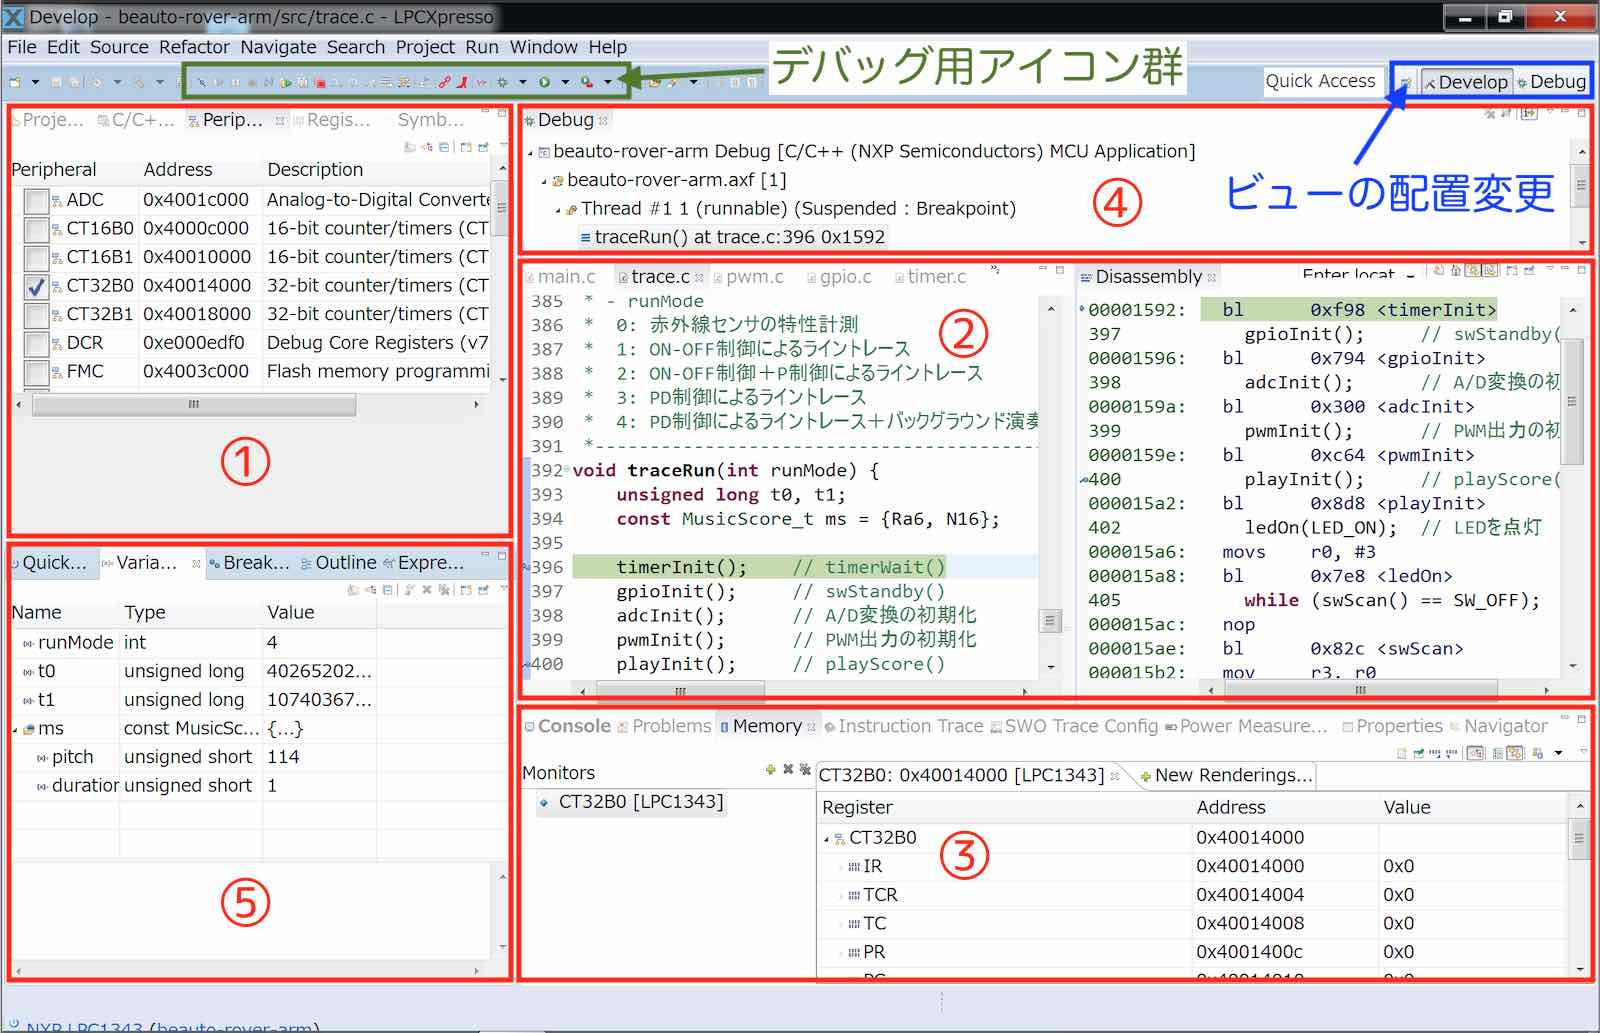 Develop - beauto-rover-arm/src/trace.c - LPCXpresso
File Edit Source Refactor Navigate Search Project Run Window Help
デバッグ用アイコン群
Quick Access
Develop Debug
ビューの配置変更
Proje... C/C+... Perip... Regis... Symb...
Peripheral Address Description
ADC 0x4001c000 Analog-to-Digital Converte
CT16B0 0x4000c000 16-bit counter/timers (CT
CT16B1 0x40010000 16-bit counter/timers (CT
CT32B0 0x40014000 32-bit counter/timers (CT
CT32B1 0x40018000 32-bit counter/timers (CT
DCR 0xe000edf0 Debug Core Registers (v7
FMC 0x4003c000 Flash memory programmi
①
Debug
beauto-rover-arm Debug [C/C++ (NXP Semiconductors) MCU Application]
beauto-rover-arm.axf [1]
Thread #1 1 (runnable) (Suspended : Breakpoint)
traceRun() at trace.c:396 0x1592
④
main.c trace.c pwm.c gpio.c timer.c
385 * - runMode
386 * 0: 赤外線センサの特性計測
387 * 1: ON-OFF制御によるライントレース
388 * 2: ON-OFF制御＋P制御によるライントレース
389 * 3: PD制御によるライントレース
390 * 4: PD制御によるライントレース＋バックグラウンド演奏
391 *----------------------------------------
392 void traceRun(int runMode) {
393 unsigned long t0, t1;
394 const MusicScore_t ms = {Ra6, N16};
395
396 timerInit(); // timerWait()
397 gpioInit(); // swStandby()
398 adcInit(); // A/D変換の初期化
399 pwmInit(); // PWM出力の初期化
400 playInit(); // playScore()
②
Disassembly Enter locat
00001592: bl 0xf98 <timerInit>
397 gpioInit(); // swStandby(
00001596: bl 0x794 <gpioInit>
398 adcInit(); // A/D変換の初
0000159a: bl 0x300 <adcInit>
399 pwmInit(); // PWM出力の初
0000159e: bl 0xc64 <pwmInit>
400 playInit(); // playScore(
000015a2: bl 0x8d8 <playInit>
402 ledOn(LED_ON); // LEDを点灯
000015a6: movs r0, #3
000015a8: bl 0x7e8 <ledOn>
405 while (swScan() == SW_OFF);
000015ac: nop
000015ae: bl 0x82c <swScan>
000015b2: mov r3, r0
Quick... Varia... Break... Outline Expre...
Name Type Value
runMode int 4
t0 unsigned long 40265202...
t1 unsigned long 10740367...
ms const MusicSc... {...}
pitch unsigned short 114
duration unsigned short 1
⑤
Console Problems Memory Instruction Trace SWO Trace Config Power Measure... Properties Navigator
Monitors
CT32B0 [LPC1343]
CT32B0: 0x40014000 [LPC1343] New Renderings...
Register Address Value
CT32B0 0x40014000
IR 0x40014000 0x0
TCR 0x40014004 0x0
TC 0x40014008 0x0
PR 0x4001400c 0x0
PC 0x40014010 0x0
③
NXP LPC1343 (beauto-rover-arm)